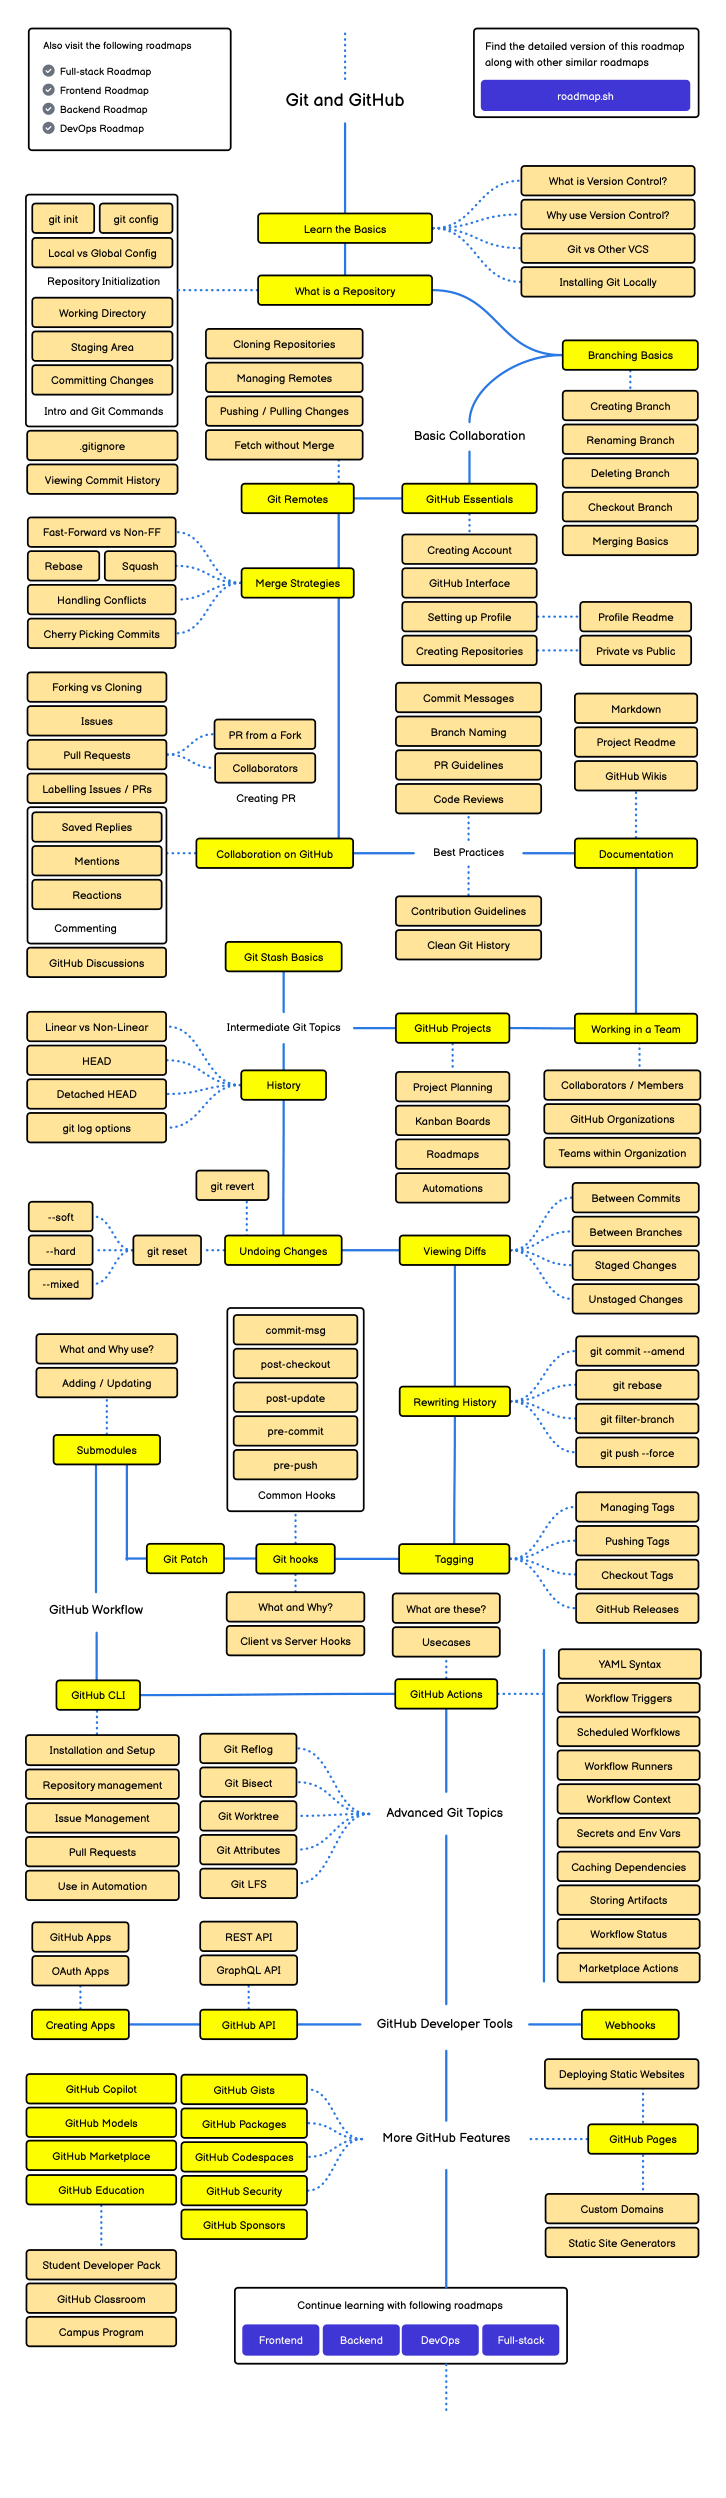 Also visit the following roadmaps
Full-stack Roadmap
Frontend Roadmap
Backend Roadmap
DevOps Roadmap
Find the detailed version of this roadmap
along with other similar roadmaps
roadmap.sh
Git and GitHub
Learn the Basics
What is Version Control?
Why use Version Control?
Git vs Other VCS
Installing Git Locally
What is a Repository
git init
git config
Local vs Global Config
Repository Initialization
Working Directory
Staging Area
Committing Changes
Intro and Git Commands
.gitignore
Viewing Commit History
Branching Basics
Creating Branch
Renaming Branch
Deleting Branch
Checkout Branch
Merging Basics
Basic Collaboration
Cloning Repositories
Managing Remotes
Pushing / Pulling Changes
Fetch without Merge
Git Remotes
GitHub Essentials
Creating Account
GitHub Interface
Setting up Profile
Creating Repositories
Profile Readme
Private vs Public
Merge Strategies
Fast-Forward vs Non-FF
Rebase
Squash
Handling Conflicts
Cherry Picking Commits
Forking vs Cloning
Issues
Pull Requests
Labelling Issues / PRs
Saved Replies
Mentions
Reactions
Commenting
GitHub Discussions
PR from a Fork
Collaborators
Creating PR
Collaboration on GitHub
Commit Messages
Branch Naming
PR Guidelines
Code Reviews
Best Practices
Contribution Guidelines
Clean Git History
Markdown
Project Readme
GitHub Wikis
Documentation
Git Stash Basics
Intermediate Git Topics
GitHub Projects
Working in a Team
Project Planning
Kanban Boards
Roadmaps
Automations
Collaborators / Members
GitHub Organizations
Teams within Organization
History
Linear vs Non-Linear
HEAD
Detached HEAD
git log options
git revert
Undoing Changes
git reset
--soft
--hard
--mixed
Viewing Diffs
Between Commits
Between Branches
Staged Changes
Unstaged Changes
Rewriting History
git commit --amend
git rebase
git filter-branch
git push --force
commit-msg
post-checkout
post-update
pre-commit
pre-push
Common Hooks
What and Why use?
Adding / Updating
Submodules
Git Patch
Git hooks
Tagging
Managing Tags
Pushing Tags
Checkout Tags
GitHub Releases
What and Why?
Client vs Server Hooks
GitHub Workflow
What are these?
Usecases
GitHub CLI
GitHub Actions
YAML Syntax
Workflow Triggers
Scheduled Worfklows
Workflow Runners
Workflow Context
Secrets and Env Vars
Caching Dependencies
Storing Artifacts
Workflow Status
Marketplace Actions
Installation and Setup
Repository management
Issue Management
Pull Requests
Use in Automation
Git Reflog
Git Bisect
Git Worktree
Git Attributes
Git LFS
Advanced Git Topics
GitHub Apps
OAuth Apps
Creating Apps
REST API
GraphQL API
GitHub API
GitHub Developer Tools
Webhooks
GitHub Copilot
GitHub Models
GitHub Marketplace
GitHub Education
GitHub Gists
GitHub Packages
GitHub Codespaces
GitHub Security
GitHub Sponsors
More GitHub Features
Deploying Static Websites
GitHub Pages
Custom Domains
Static Site Generators
Student Developer Pack
GitHub Classroom
Campus Program
Continue learning with following roadmaps
Frontend
Backend
DevOps
Full-stack